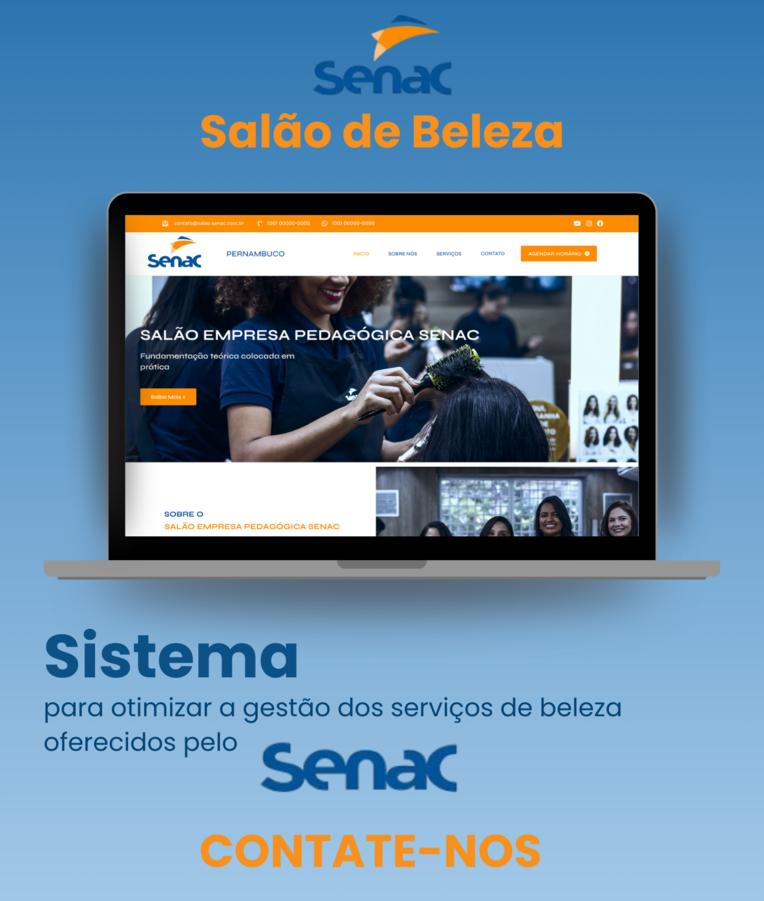 Senac
Salão de Beleza
contato@salao.senac.com.br (00) 00000-0000 (00) 00000-0000
Senac PERNAMBUCO INICIO SOBRE NÓS SERVIÇOS CONTATO AGENDAR HORÁRIO
SALÃO EMPRESA PEDAGÓGICA SENAC
Fundamentação teórica colocada em
prática
Saiba Mais »
SOBRE O
SALÃO EMPRESA PEDAGÓGICA SENAC
Sistema
para otimizar a gestão dos serviços de beleza
oferecidos pelo Senac
CONTATE-NOS